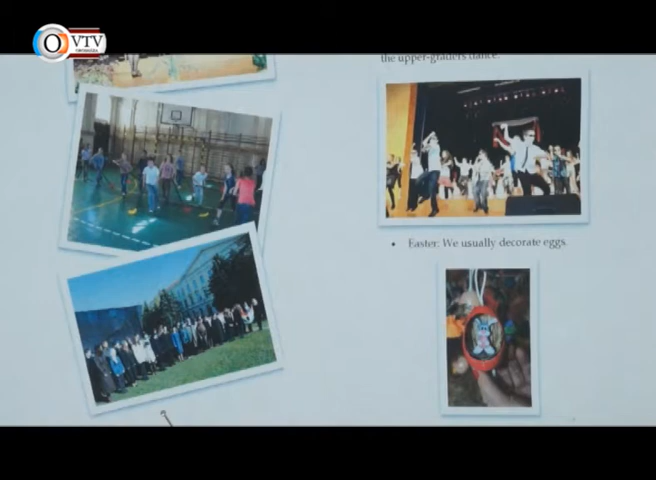 O VTV
the upper-graders dance.
• Easter: We usually decorate eggs.